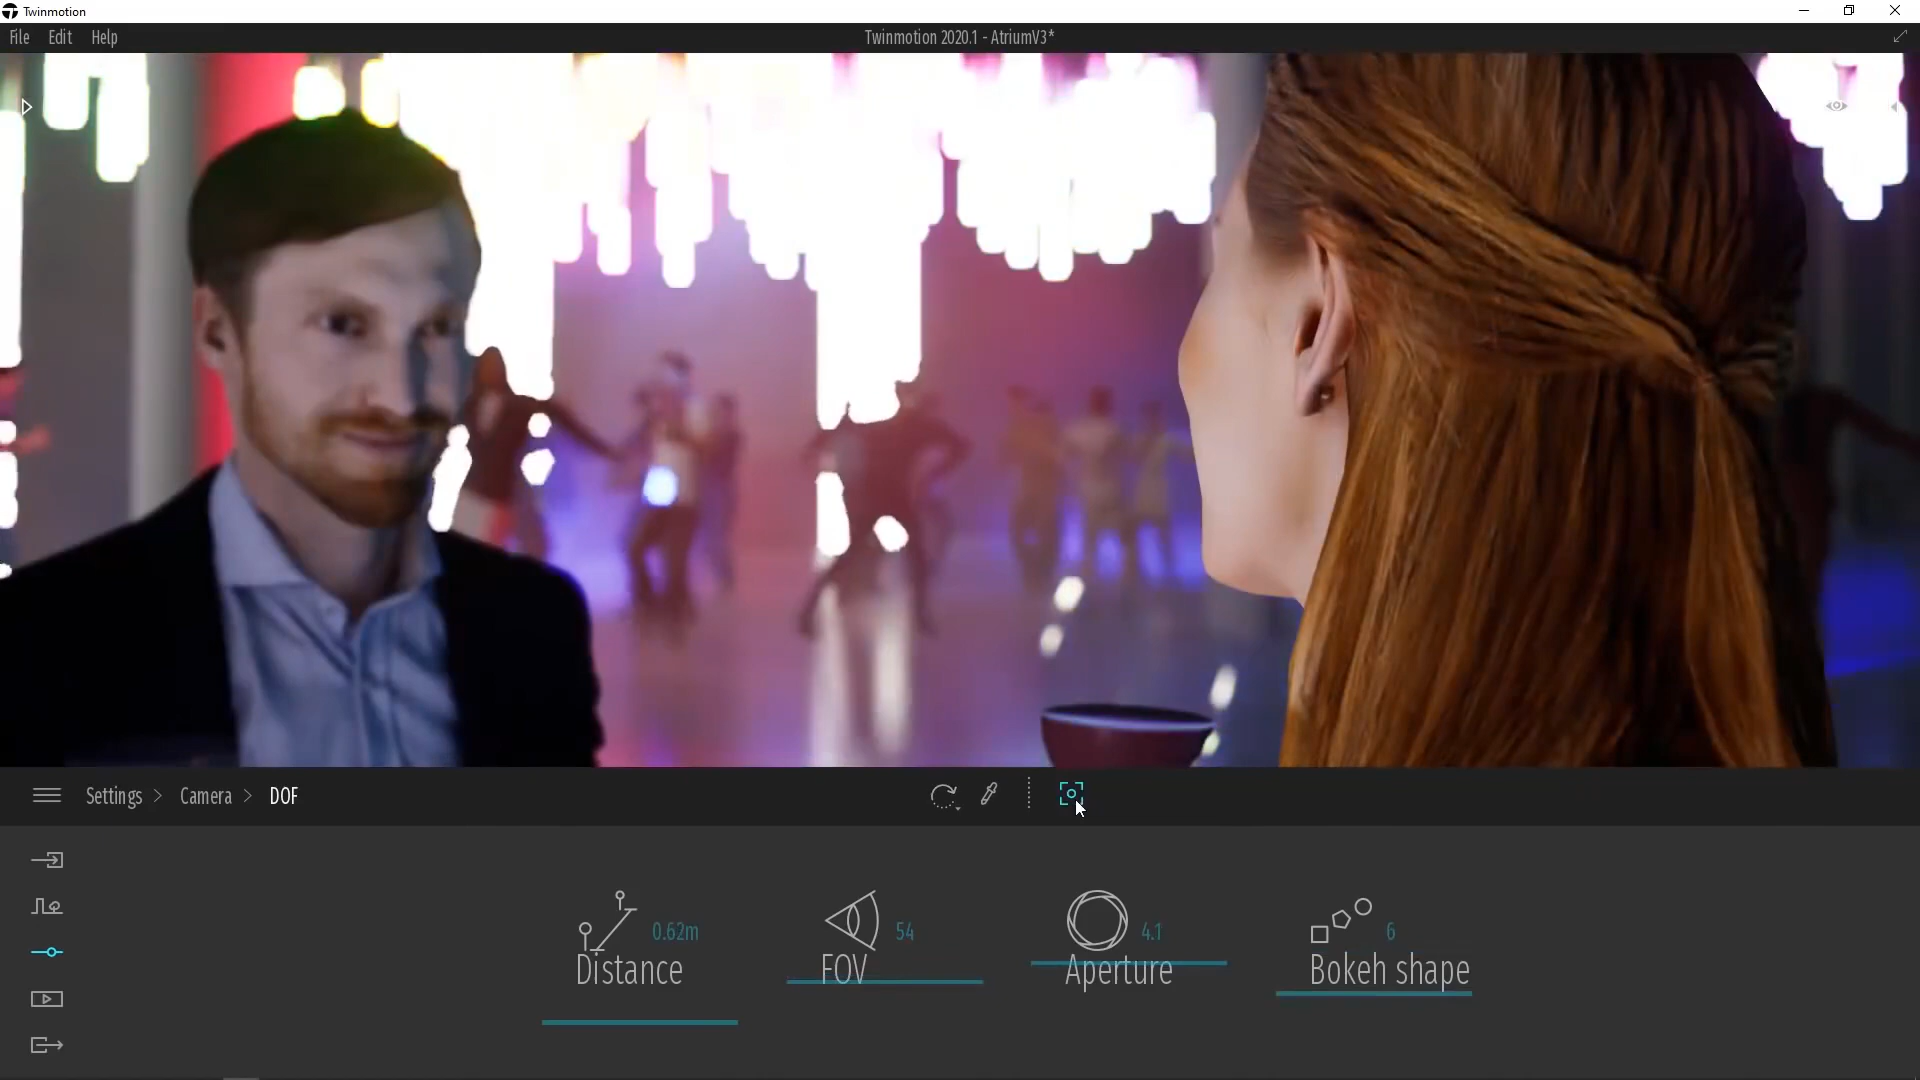 Twinmotion
File Edit Help
Twinmotion 2020.1 - AtriumV3*
Settings > Camera > DOF
0.62m
54
4.1
6
Distance
FOV
Aperture
Bokeh shape